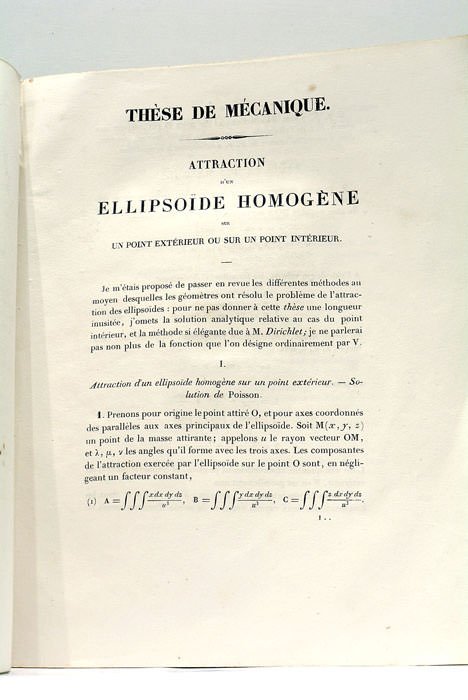 THÈSE DE MÉCANIQUE.
ATTRACTION
D'UN
ELLIPSOÏDE HOMOGÈNE
SUR
UN POINT EXTÉRIEUR OU SUR UN POINT INTÉRIEUR.
Je m'étais proposé de passer en revue les différentes méthodes au
moyen desquelles les géomètres ont résolu le problème de l'attrac-
tion des ellipsoïdes : pour ne pas donner à cette thèse une longueur
inusitée, j'omets la solution analytique relative au cas du point
intérieur, et la méthode si élégante due à M. Dirichlet; je ne parlerai
pas non plus de la fonction que l'on désigne ordinairement par V.
I.
Attraction d'un ellipsoïde homogène sur un point extérieur. — So-
lution de Poisson.
1. Prenons pour origine le point attiré O, et pour axes coordonnés
des parallèles aux axes principaux de l'ellipsoïde. Soit M(x, y, z)
un point de la masse attirante; appelons u le rayon vecteur OM,
et λ, μ, ν les angles qu'il forme avec les trois axes. Les composantes
de l'attraction exercée par l'ellipsoïde sur le point O sont, en négli-
geant un facteur constant,
(1) A = ∫∫∫ x dx dy dz / u³, B = ∫∫∫ y dx dy dz / u³, C = ∫∫∫ z dx dy dz / u³.
1..